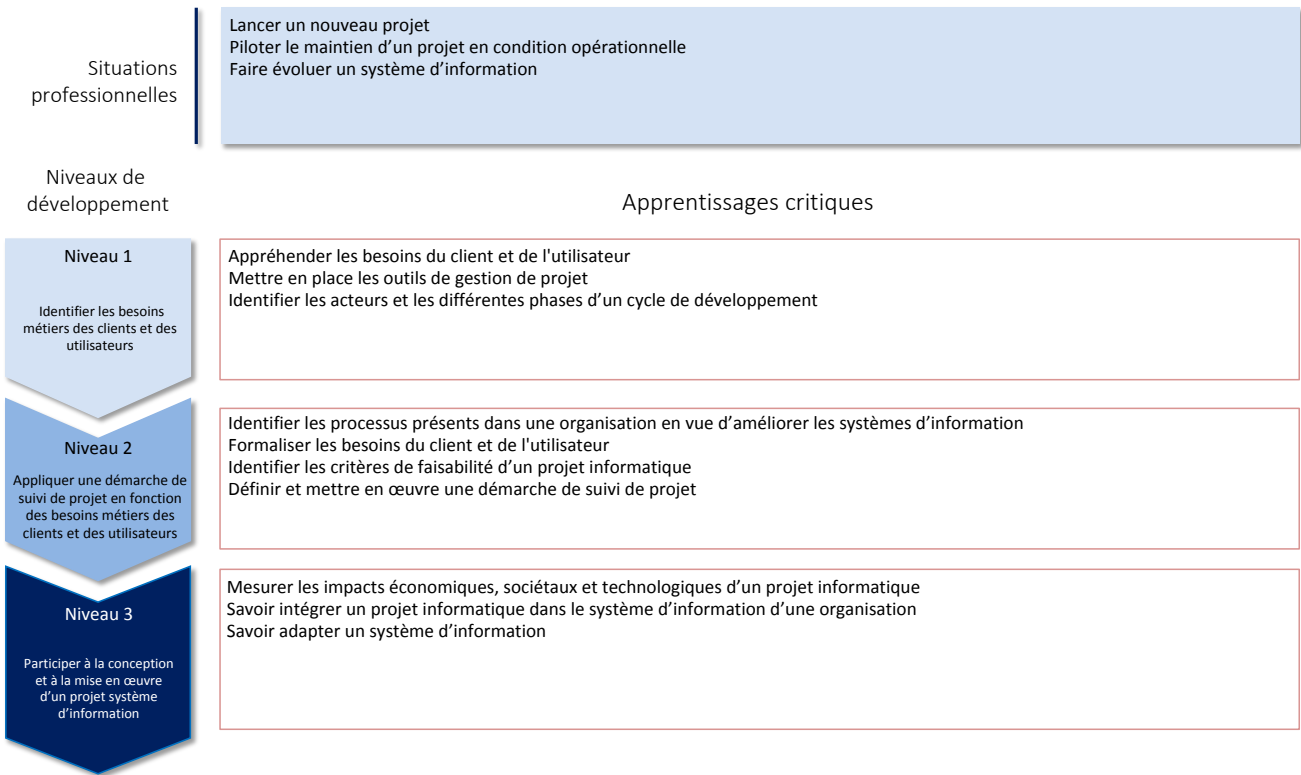 Situations
professionnelles
Lancer un nouveau projet
Piloter le maintien d’un projet en condition opérationnelle
Faire évoluer un système d’information
Niveaux de
développement
Apprentissages critiques
Niveau 1
Identifier les besoins
métiers des clients et des
utilisateurs
Appréhender les besoins du client et de l'utilisateur
Mettre en place les outils de gestion de projet
Identifier les acteurs et les différentes phases d’un cycle de développement
Niveau 2
Appliquer une démarche de
suivi de projet en fonction
des besoins métiers des
clients et des utilisateurs
Identifier les processus présents dans une organisation en vue d’améliorer les systèmes d’information
Formaliser les besoins du client et de l'utilisateur
Identifier les critères de faisabilité d’un projet informatique
Définir et mettre en œuvre une démarche de suivi de projet
Niveau 3
Participer à la conception
et à la mise en œuvre
d’un projet système
d’information
Mesurer les impacts économiques, sociétaux et technologiques d’un projet informatique
Savoir intégrer un projet informatique dans le système d’information d’une organisation
Savoir adapter un système d’information